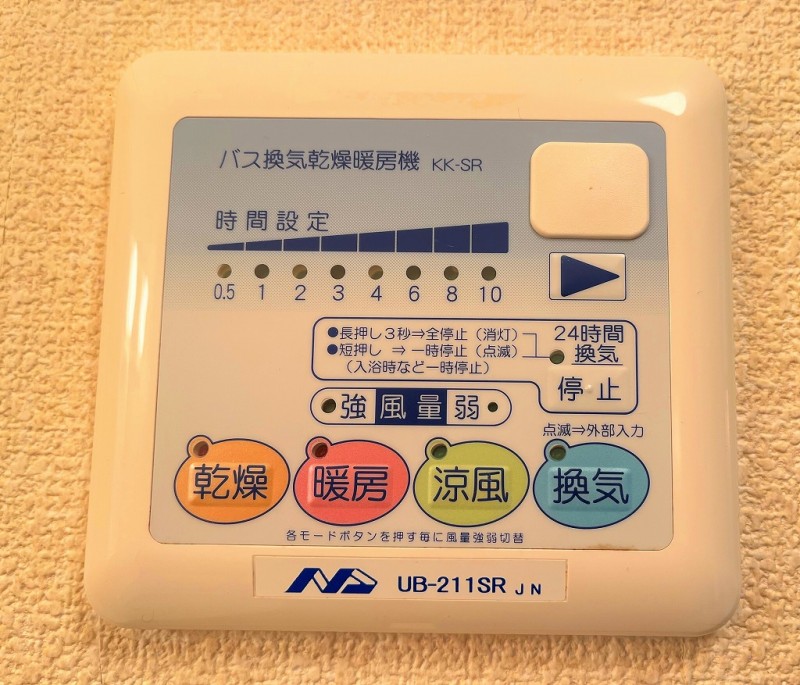 バス換気乾燥暖房機 KK-SR
時間設定
0.5 1 2 3 4 6 8 10
●長押し3秒⇒全停止（消灯）
●短押し ⇒一時停止（点滅）
（入浴時など一時停止）
24時間
換気
停止
強 風量 弱
点滅⇒外部入力
乾燥 暖房 涼風 換気
各モードボタンを押す毎に風量強弱切替
UB-211SR JN